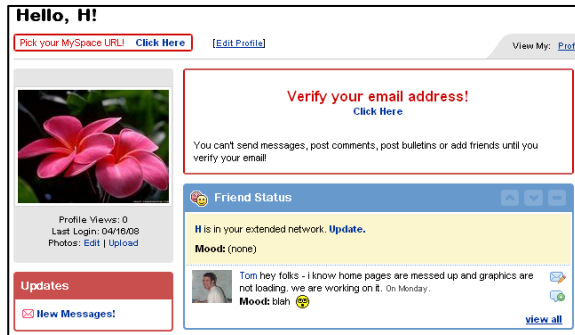 Hello, H!
Pick your MySpace URL! Click Here [Edit Profile]
View My: Prof
Verify your email address!
Click Here
You can't send messages, post comments, post bulletins or add friends until you
verify your email!
Profile Views: 0
Last Login: 04/16/08
Photos: Edit | Upload
Updates
New Messages!
Friend Status
H is in your extended network. Update.
Mood: (none)
Tom hey folks - i know home pages are messed up and graphics are
not loading. we are working on it. On Monday.
Mood: blah
view all